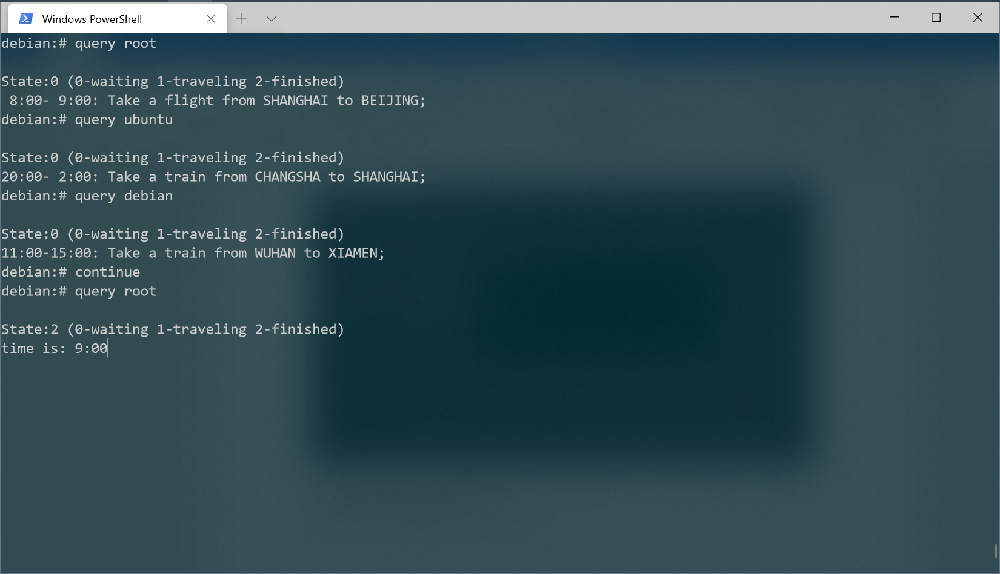 Windows PowerShell
debian:# query root
State:0 (0-waiting 1-traveling 2-finished)
 8:00- 9:00: Take a flight from SHANGHAI to BEIJING;
debian:# query ubuntu
State:0 (0-waiting 1-traveling 2-finished)
20:00- 2:00: Take a train from CHANGSHA to SHANGHAI;
debian:# query debian
State:0 (0-waiting 1-traveling 2-finished)
11:00-15:00: Take a train from WUHAN to XIAMEN;
debian:# continue
debian:# query root
State:2 (0-waiting 1-traveling 2-finished)
time is: 9:00